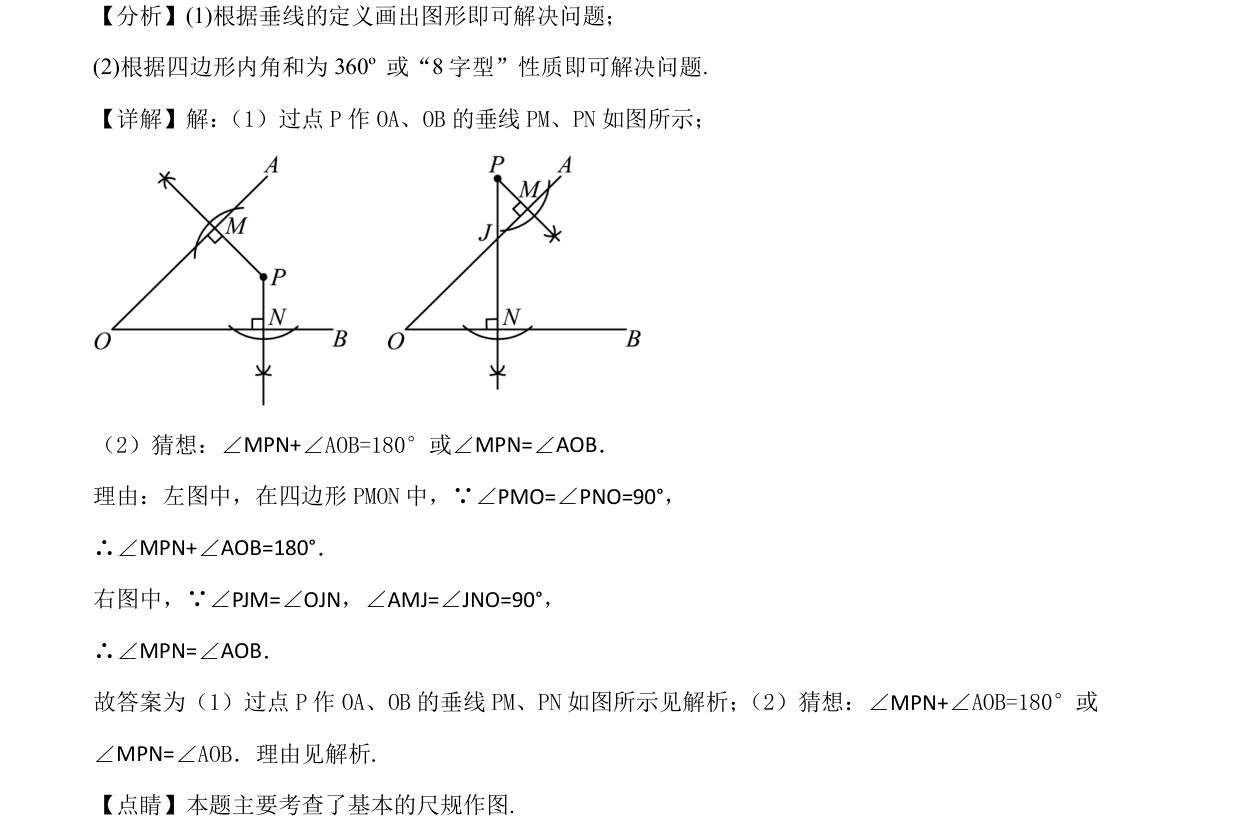 【分析】(1)根据垂线的定义画出图形即可解决问题；
(2)根据四边形内角和为 360º 或“8 字型”性质即可解决问题.
【详解】解：（1）过点 P 作 OA、OB 的垂线 PM、PN 如图所示；
A
M
P
N
O
B
P
A
M
J
N
O
B
（2）猜想：∠MPN+∠AOB=180°或∠MPN=∠AOB．
理由：左图中，在四边形 PMON 中，∵∠PMO=∠PNO=90°，
∴∠MPN+∠AOB=180°．
右图中，∵∠PJM=∠OJN，∠AMJ=∠JNO=90°，
∴∠MPN=∠AOB．
故答案为（1）过点 P 作 OA、OB 的垂线 PM、PN 如图所示见解析；（2）猜想：∠MPN+∠AOB=180°或
∠MPN=∠AOB．理由见解析.
【点睛】本题主要考查了基本的尺规作图.